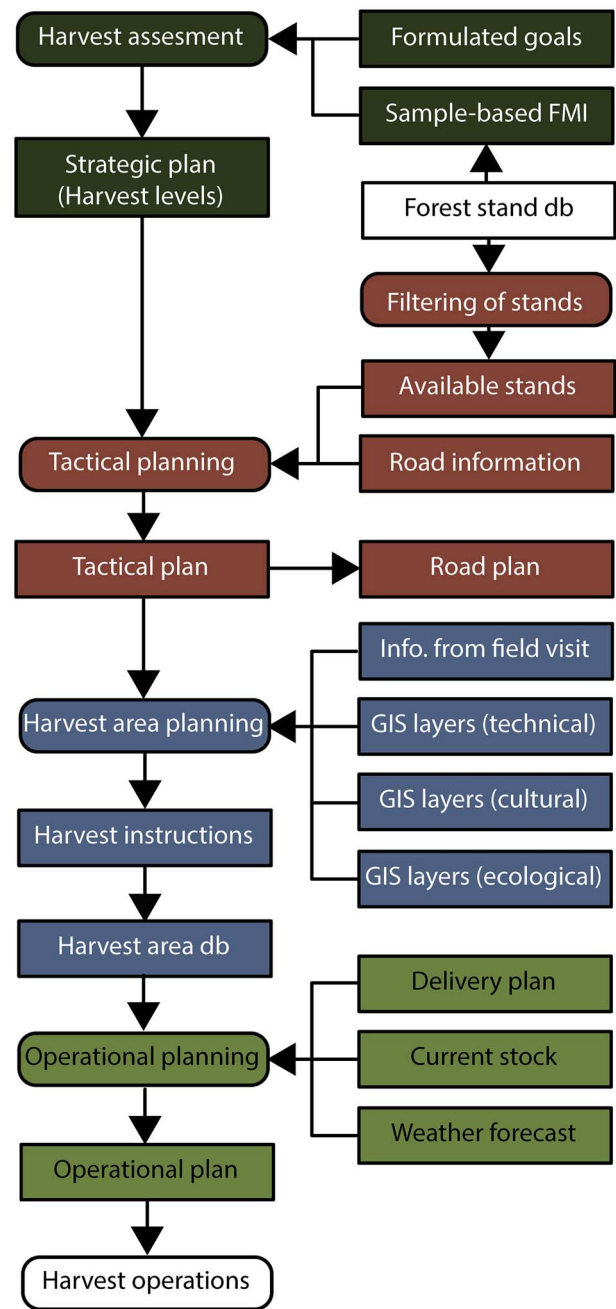 Harvest assesment
Formulated goals
Sample-based FMI
Strategic plan
(Harvest levels)
Forest stand db
Filtering of stands
Available stands
Tactical planning
Road information
Tactical plan
Road plan
Info. from field visit
Harvest area planning
GIS layers (technical)
Harvest instructions
GIS layers (cultural)
GIS layers (ecological)
Harvest area db
Delivery plan
Operational planning
Current stock
Weather forecast
Operational plan
Harvest operations